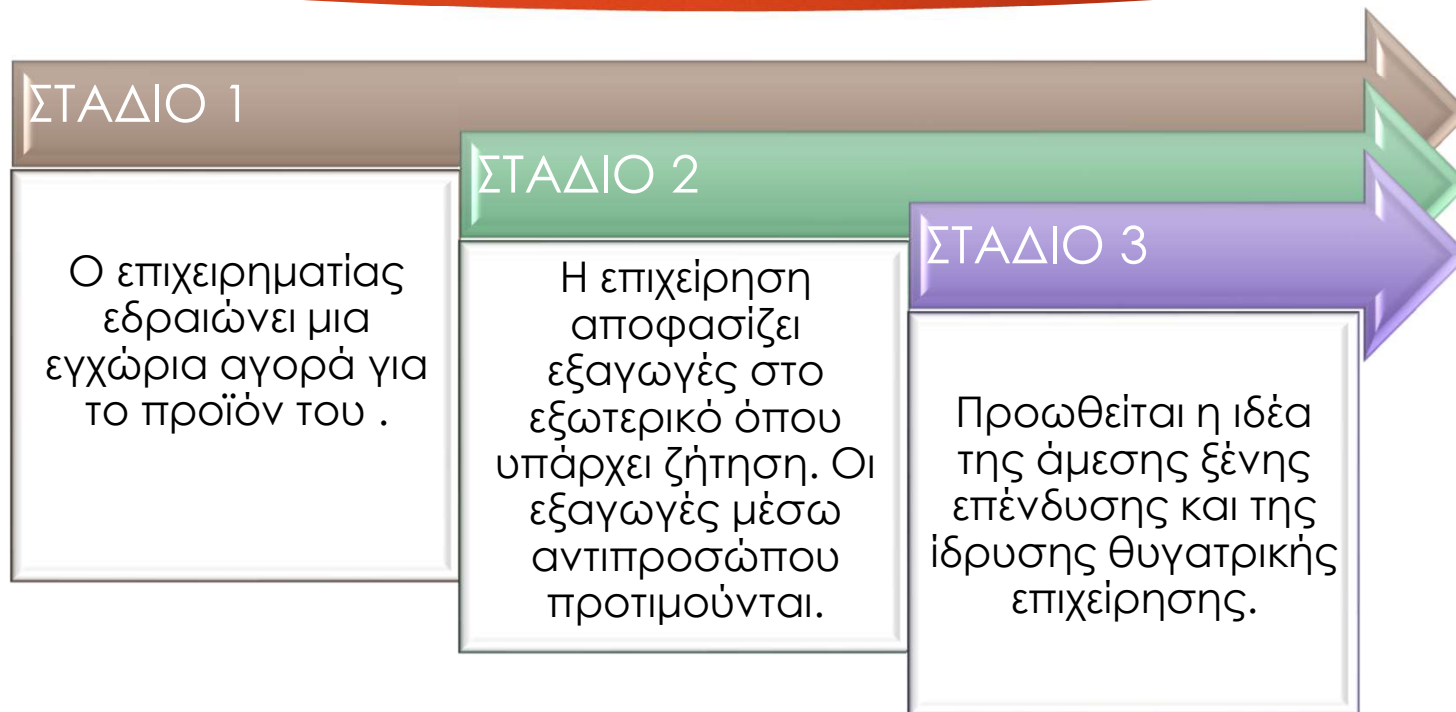 ΣΤΑΔΙΟ 1
Ο επιχειρηματίας
εδραιώνει μια
εγχώρια αγορά για
το προϊόν του .
ΣΤΑΔΙΟ 2
Η επιχείρηση
αποφασίζει
εξαγωγές στο
εξωτερικό όπου
υπάρχει ζήτηση. Οι
εξαγωγές μέσω
αντιπροσώπου
προτιμούνται.
ΣΤΑΔΙΟ 3
Προωθείται η ιδέα
της άμεσης ξένης
επένδυσης και της
ίδρυσης θυγατρικής
επιχείρησης.